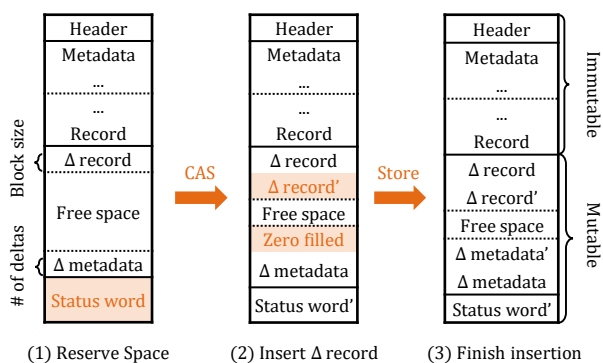 Header
Metadata
...
...
Record
Δ record
Free space
Δ metadata
Status word
Block size
# of deltas
(1) Reserve Space
CAS
Header
Metadata
...
...
Record
Δ record
Δ record'
Free space
Zero filled
Δ metadata
Status word'
(2) Insert Δ record
Store
Header
Metadata
...
...
Record
Δ record
Δ record'
Free space
Δ metadata'
Δ metadata
Status word'
Immutable
Mutable
(3) Finish insertion